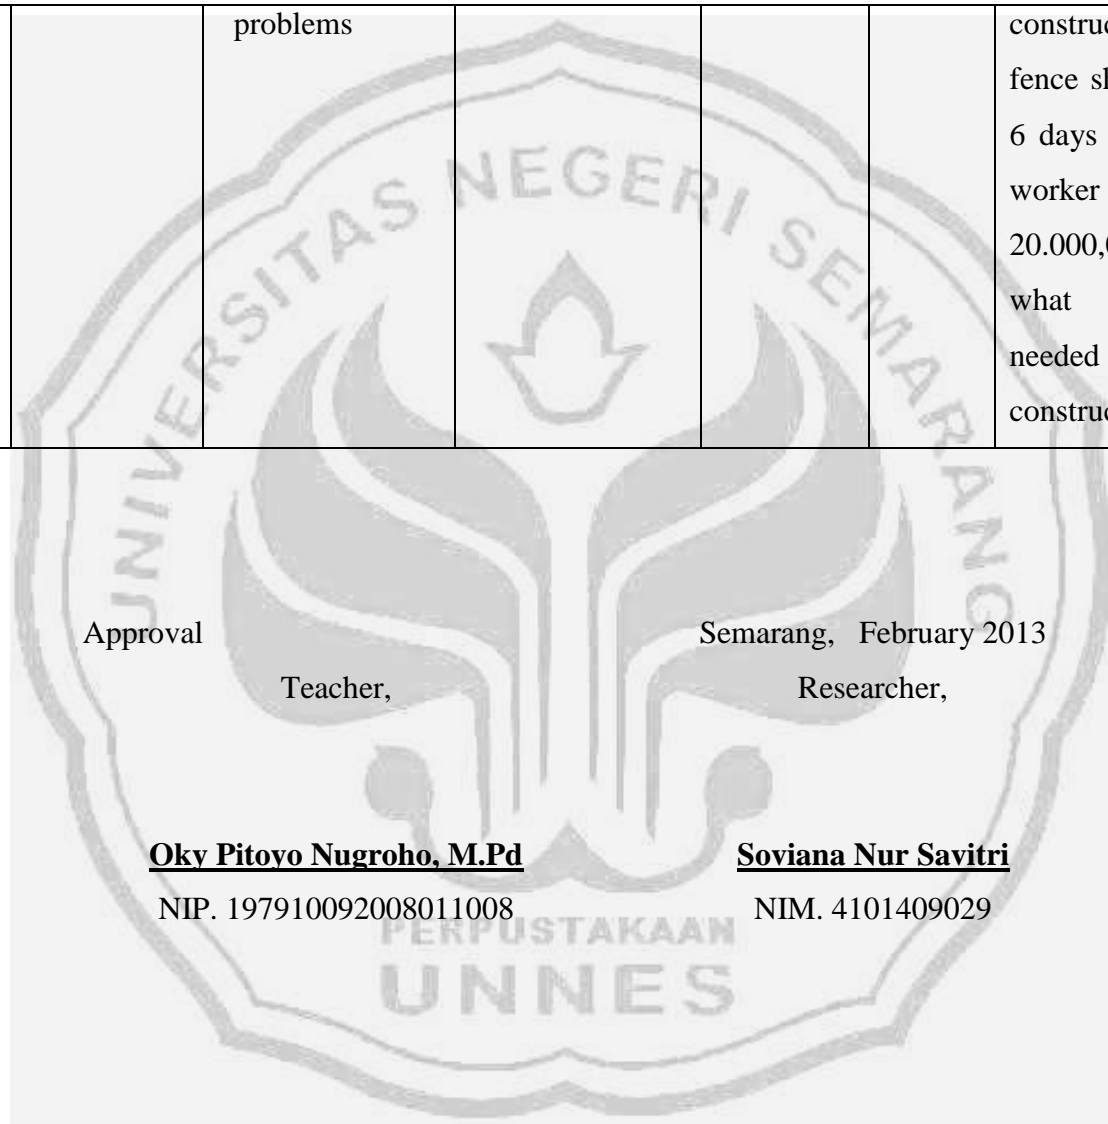 problems
construc
fence s
6 days
worker
20.000,
what
needed
construc
UNIVERSITAS NEGERI SEMARANG
Approval
Semarang, February 2013
Teacher,
Researcher,
Oky Pitoyo Nugroho, M.Pd
Soviana Nur Savitri
NIP. 197910092008011008
NIM. 4101409029
PERPUSTAKAAN
UNNES